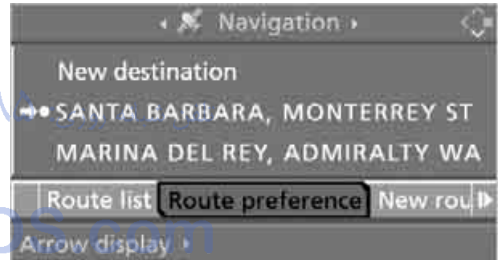 Navigation
New destination
SANTA BARBARA, MONTERREY ST
MARINA DEL REY, ADMIRALTY WA
Route list Route preference New rou
Arrow display